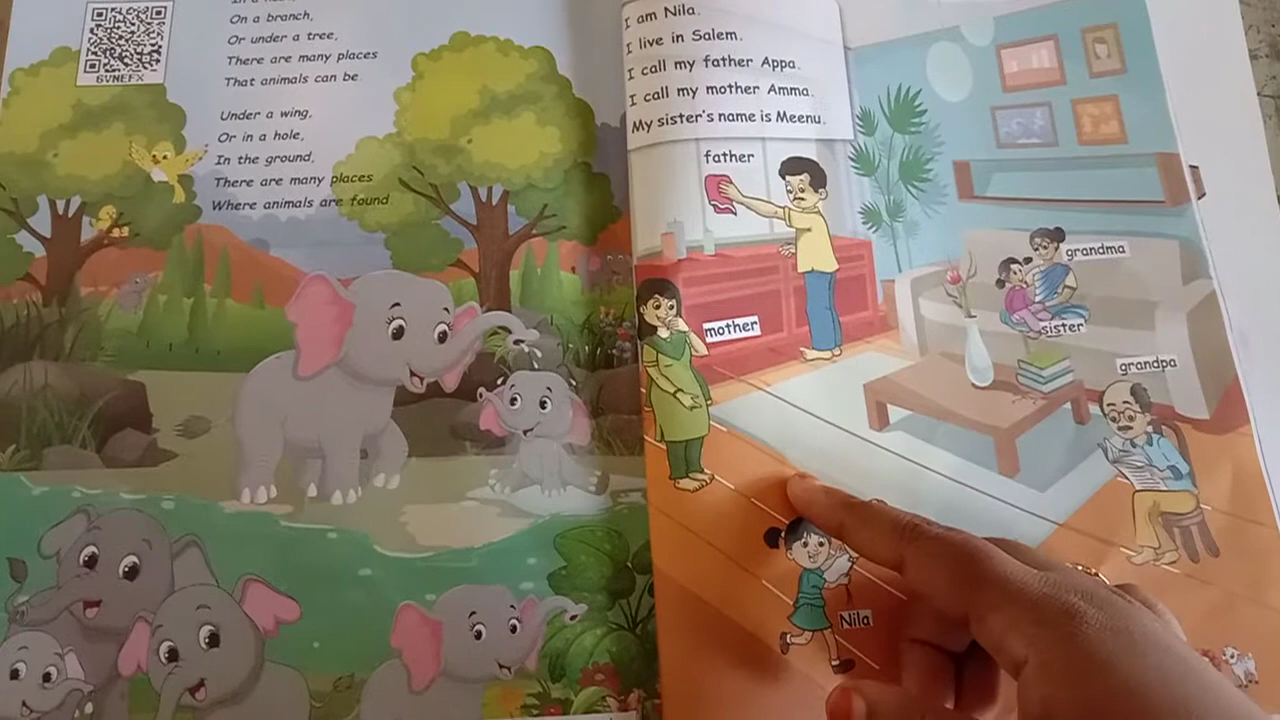 6VNEFX
On a branch,
Or under a tree,
There are many places
That animals can be.
Under a wing,
Or in a hole,
In the ground,
There are many places
Where animals are found.
I am Nila.
I live in Salem.
I call my father Appa.
I call my mother Amma.
My sister's name is Meenu.
father
grandma
mother
sister
grandpa
Nila